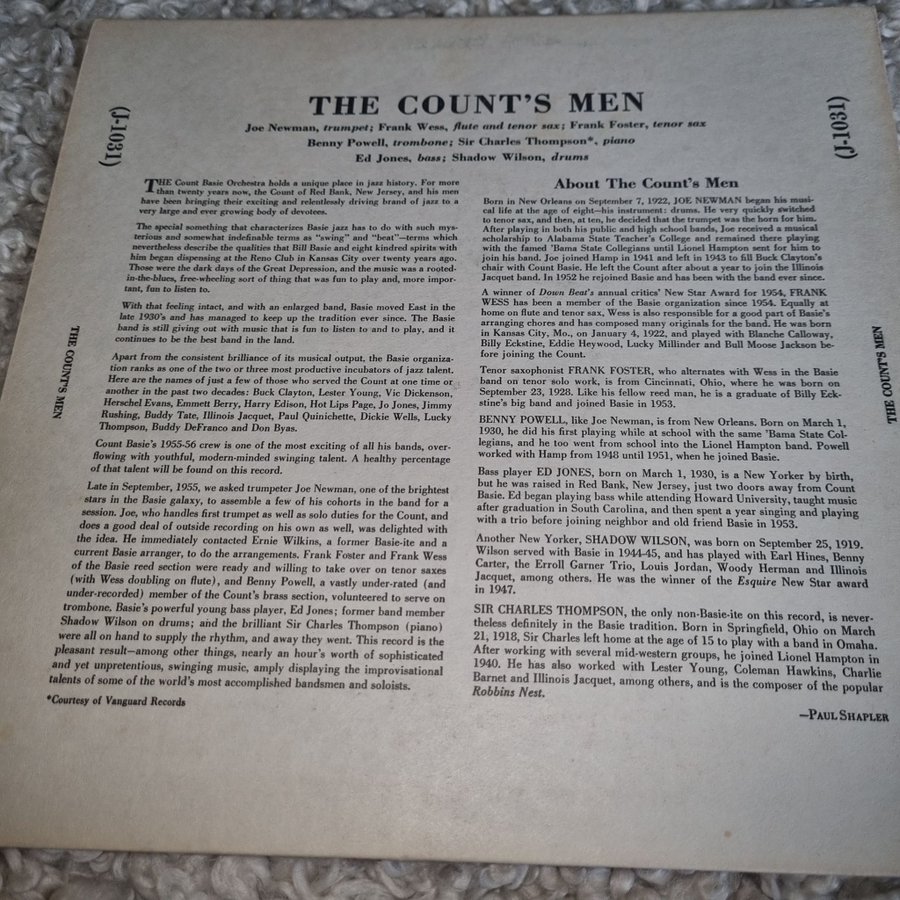 THE COUNT'S MEN
Joe Newman, trumpet; Frank Wess, flute and tenor sax; Frank Foster, tenor sax
Benny Powell, trombone; Sir Charles Thompson*, piano
Ed Jones, bass; Shadow Wilson, drums
(J-1031)
(J-1031)
THE COUNT'S MEN
THE COUNT'S MEN
THE Count Basie Orchestra holds a unique place in jazz history. For more
than twenty years now, the Count of Red Bank, New Jersey, and his men
have been bringing their exciting and relentlessly driving brand of jazz to a
very large and ever growing body of devotees.
The special something that characterizes Basie jazz has to do with such mys-
terious and somewhat indefinable terms as "swing" and "beat"—terms which
nevertheless describe the qualities that Bill Basie and eight kindred spirits with
him began dispensing at the Reno Club in Kansas City over twenty years ago.
Those were the dark days of the Great Depression, and the music was a rooted-
in-the-blues, free-wheeling sort of thing that was fun to play and, more impor-
tant, fun to listen to.
With that feeling intact, and with an enlarged band, Basie moved East in the
late 1930's and has managed to keep up the tradition ever since. The Basie
band is still giving out with music that is fun to listen to and to play, and it
continues to be the best band in the land.
Apart from the consistent brilliance of its musical output, the Basie organiza-
tion ranks as one of the two or three most productive incubators of jazz talent.
Here are the names of just a few of those who served the Count at one time or
another in the past two decades: Buck Clayton, Lester Young, Vic Dickenson,
Herschel Evans, Emmett Berry, Harry Edison, Hot Lips Page, Jo Jones, Jimmy
Rushing, Buddy Tate, Illinois Jacquet, Paul Quinichette, Dickie Wells, Lucky
Thompson, Buddy DeFranco and Don Byas.
Count Basie's 1955-56 crew is one of the most exciting of all his bands, over-
flowing with youthful, modern-minded swinging talent. A healthy percentage
of that talent will be found on this record.
Late in September, 1955, we asked trumpeter Joe Newman, one of the brightest
stars in the Basie galaxy, to assemble a few of his cohorts in the band for a
session. Joe, who handles first trumpet as well as solo duties for the Count, and
does a good deal of outside recording on his own as well, was delighted with
the idea. He immediately contacted Ernie Wilkins, a former Basie-ite and a
current Basie arranger, to do the arrangements. Frank Foster and Frank Wess
of the Basie reed section were ready and willing to take over on tenor saxes
(with Wess doubling on flute), and Benny Powell, a vastly under-rated (and
under-recorded) member of the Count's brass section, volunteered to serve on
trombone. Basie's powerful young bass player, Ed Jones; former band member
Shadow Wilson on drums; and the brilliant Sir Charles Thompson (piano)
were all on hand to supply the rhythm, and away they went. This record is the
pleasant result—among other things, nearly an hour's worth of sophisticated
and yet unpretentious, swinging music, amply displaying the improvisational
talents of some of the world's most accomplished bandsmen and soloists.
*Courtesy of Vanguard Records
About The Count's Men
Born in New Orleans on September 7, 1922, JOE NEWMAN began his musi-
cal life at the age of eight—his instrument: drums. He very quickly switched
to tenor sax, and then, at ten, he decided that the trumpet was the horn for him.
After playing in both his public and high school bands, Joe received a musical
scholarship to Alabama State Teacher's College and remained there playing
with the famed 'Bama State Collegians until Lionel Hampton sent for him to
join his band. Joe joined Hamp in 1941 and left in 1943 to fill Buck Clayton's
chair with Count Basie. He left the Count after about a year to join the Illinois
Jacquet band. In 1952 he rejoined Basie and has been with the band ever since.
A winner of Down Beat's annual critics' New Star Award for 1954, FRANK
WESS has been a member of the Basie organization since 1954. Equally at
home on flute and tenor sax, Wess is also responsible for a good part of Basie's
arranging chores and has composed many originals for the band. He was born
in Kansas City, Mo., on January 4, 1922, and played with Blanche Calloway,
Billy Eckstine, Eddie Heywood, Lucky Millinder and Bull Moose Jackson be-
fore joining the Count.
Tenor saxophonist FRANK FOSTER, who alternates with Wess in the Basie
band on tenor solo work, is from Cincinnati, Ohio, where he was born on
September 23, 1928. Like his fellow reed man, he is a graduate of Billy Eck-
stine's big band and joined Basie in 1953.
BENNY POWELL, like Joe Newman, is from New Orleans. Born on March 1,
1930, he did his first playing while at school with the same 'Bama State Col-
legians, and he too went from school into the Lionel Hampton band. Powell
worked with Hamp from 1948 until 1951, when he joined Basie.
Bass player ED JONES, born on March 1, 1930, is a New Yorker by birth,
but he was raised in Red Bank, New Jersey, just two doors away from Count
Basie. Ed began playing bass while attending Howard University, taught music
after graduation in South Carolina, and then spent a year singing and playing
with a trio before joining neighbor and old friend Basie in 1953.
Another New Yorker, SHADOW WILSON, was born on September 25, 1919.
Wilson served with Basie in 1944-45, and has played with Earl Hines, Benny
Carter, the Erroll Garner Trio, Louis Jordan, Woody Herman and Illinois
Jacquet, among others. He was the winner of the Esquire New Star award
in 1947.
SIR CHARLES THOMPSON, the only non-Basie-ite on this record, is never-
theless definitely in the Basie tradition. Born in Springfield, Ohio on March
21, 1918, Sir Charles left home at the age of 15 to play with a band in Omaha.
After working with several mid-western groups, he joined Lionel Hampton in
1940. He has also worked with Lester Young, Coleman Hawkins, Charlie
Barnet and Illinois Jacquet, among others, and is the composer of the popular
Robbins Nest.
—PAUL SHAPLER